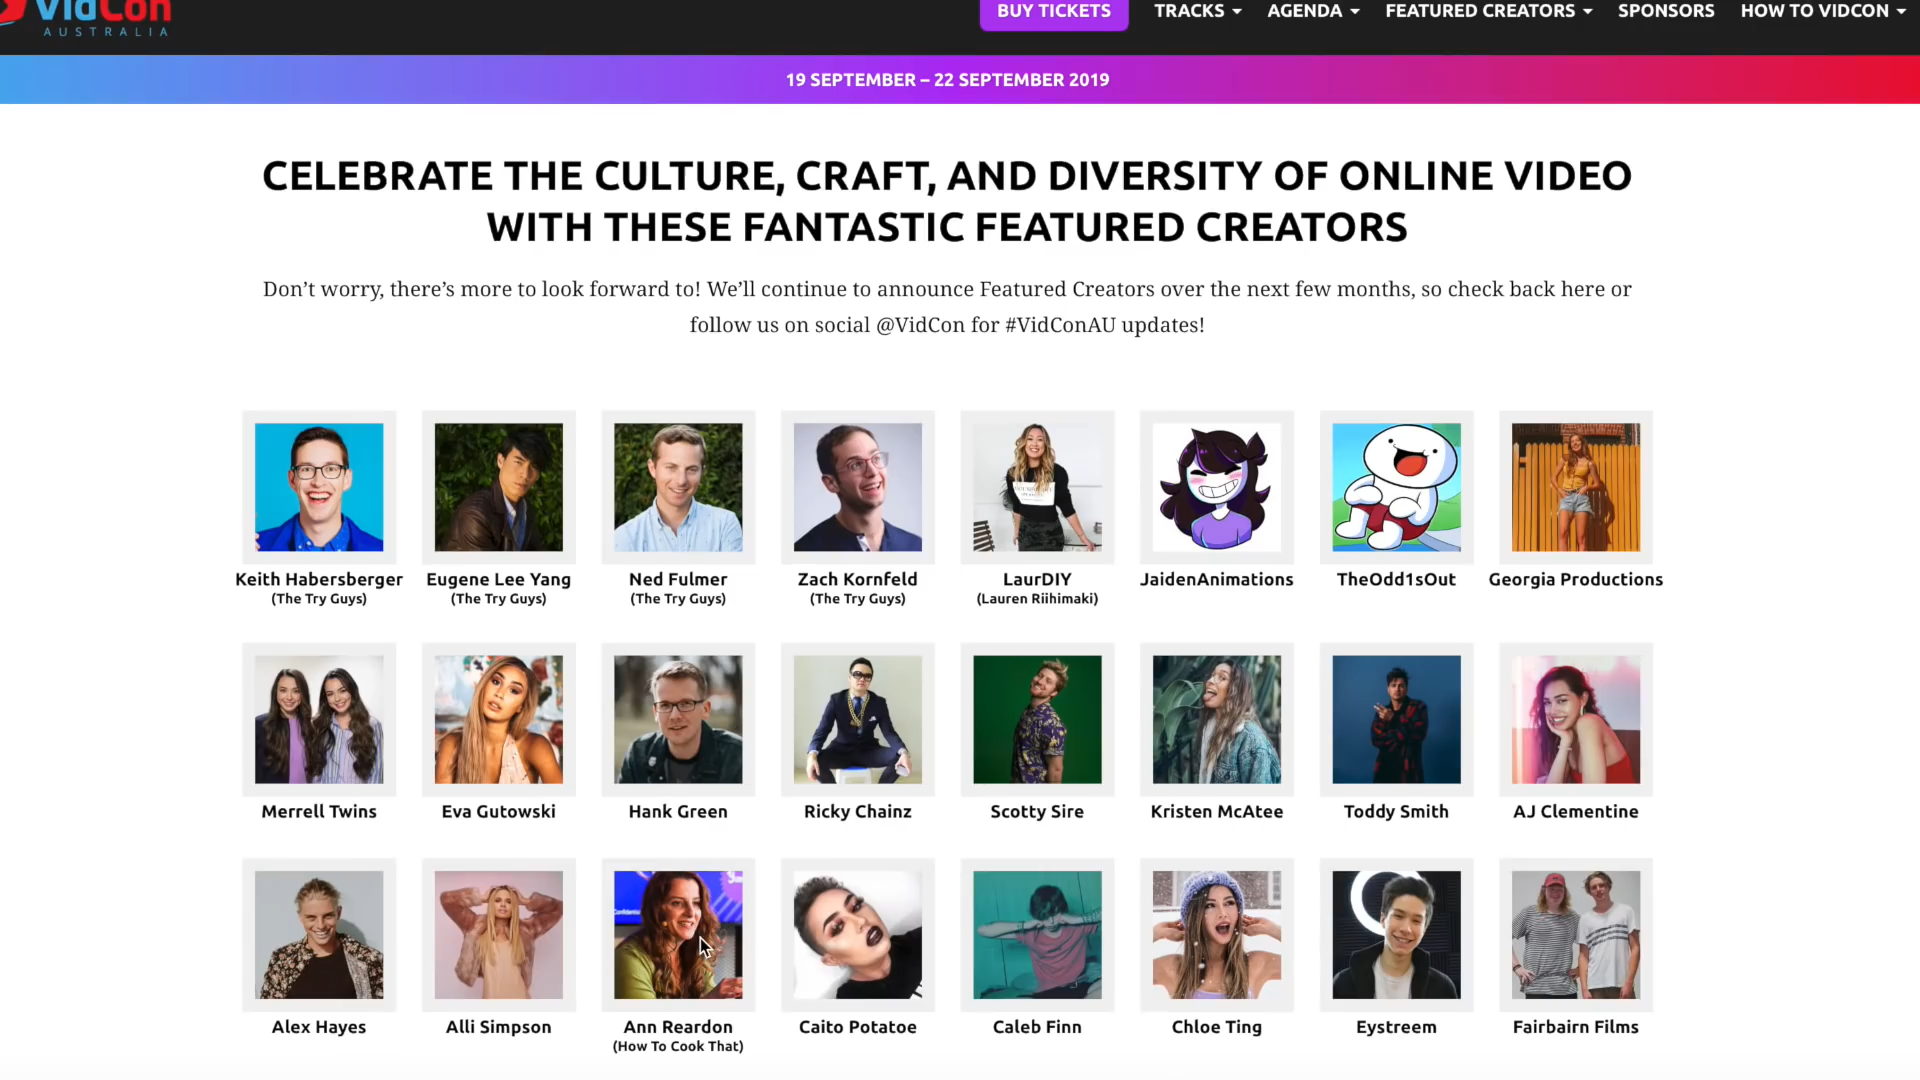 VidCon
AUSTRALIA
BUY TICKETS
TRACKS
AGENDA
FEATURED CREATORS
SPONSORS
HOW TO VIDCON
19 SEPTEMBER – 22 SEPTEMBER 2019
CELEBRATE THE CULTURE, CRAFT, AND DIVERSITY OF ONLINE VIDEO
WITH THESE FANTASTIC FEATURED CREATORS
Don’t worry, there’s more to look forward to! We’ll continue to announce Featured Creators over the next few months, so check back here or
follow us on social @VidCon for #VidConAU updates!
Keith Habersberger
(The Try Guys)
Eugene Lee Yang
(The Try Guys)
Ned Fulmer
(The Try Guys)
Zach Kornfeld
(The Try Guys)
LaurDIY
(Lauren Riihimaki)
JaidenAnimations
TheOdd1sOut
Georgia Productions
Merrell Twins
Eva Gutowski
Hank Green
Ricky Chainz
Scotty Sire
Kristen McAtee
Toddy Smith
AJ Clementine
Alex Hayes
Alli Simpson
Ann Reardon
(How To Cook That)
Caito Potatoe
Caleb Finn
Chloe Ting
Eystreem
Fairbairn Films